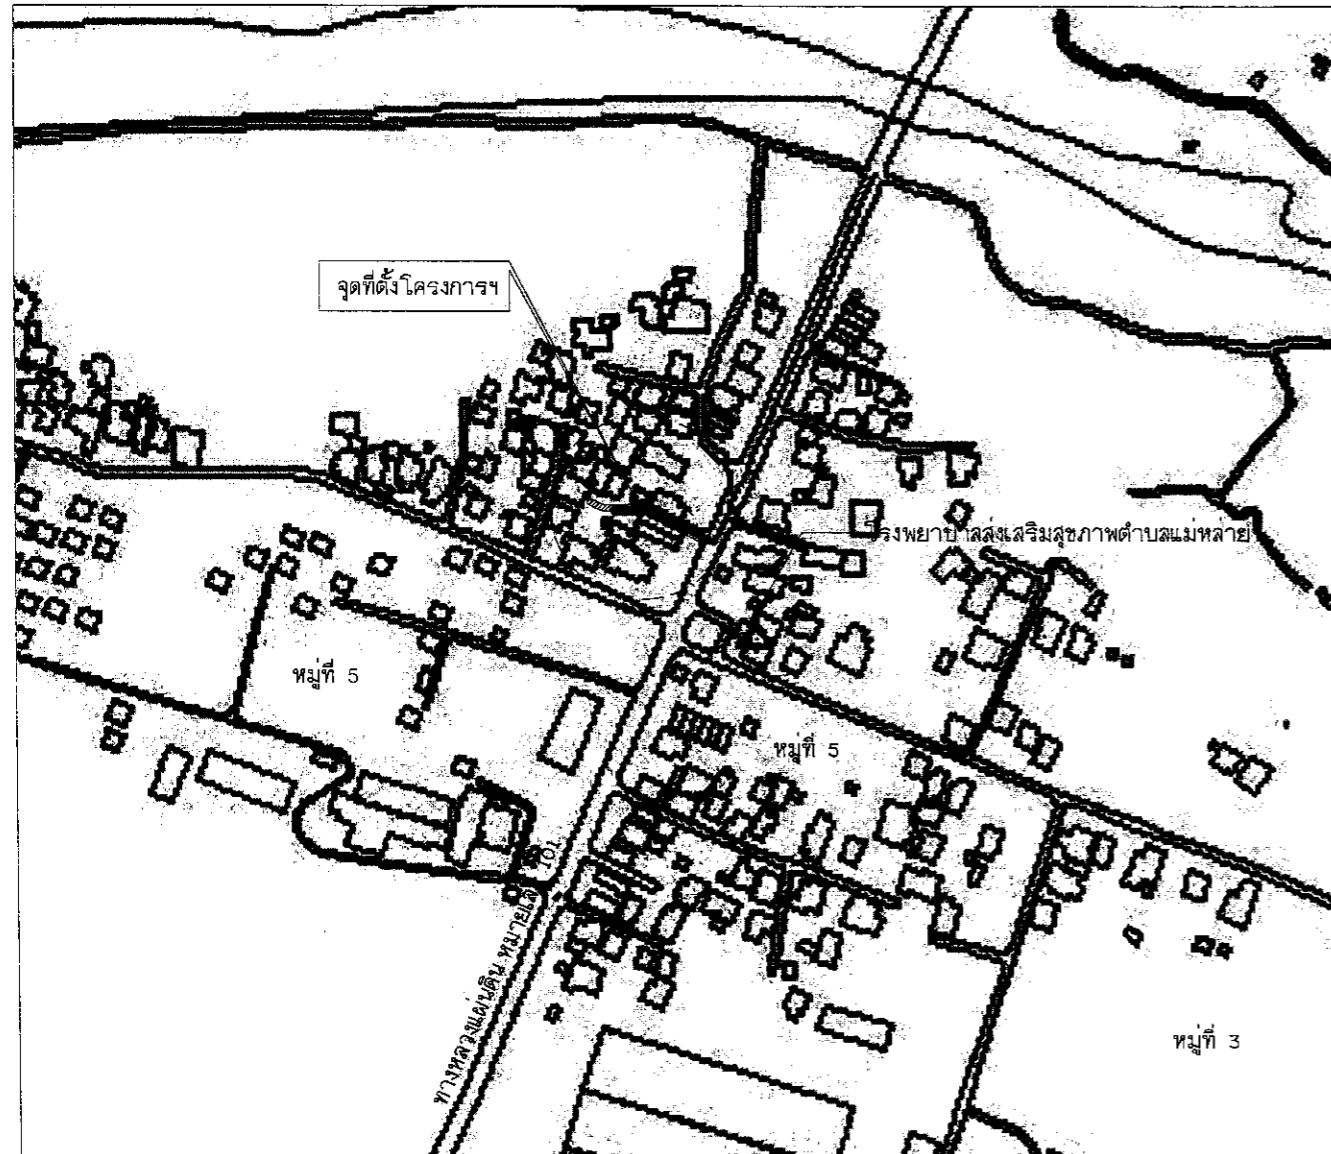 จุดที่ตั้งโครงการฯ
โรงพยาบาลส่งเสริมสุขภาพตำบลแม่หล่าย
หมู่ที่ 5
หมู่ที่ 5
ทางหลวงแผ่นดิน หมายเลข 101
หมู่ที่ 3